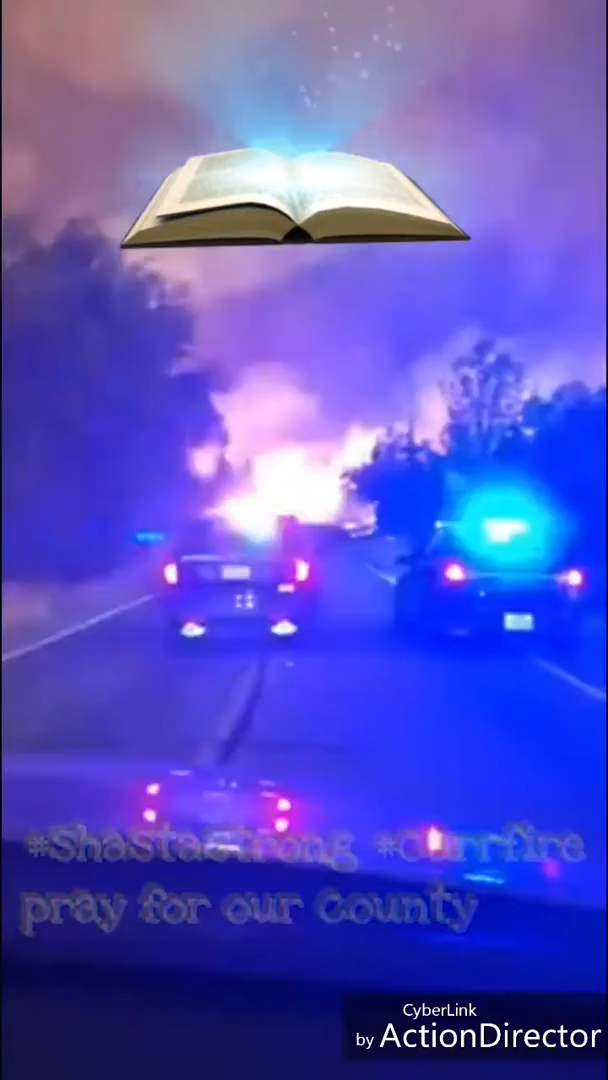 #Shastastrong #Carrfire
pray for our County
CyberLink
by ActionDirector